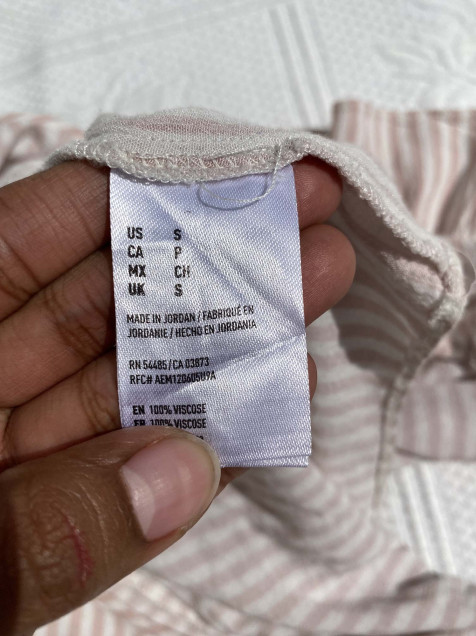 US S
CA P
MX CH
UK S
MADE IN JORDAN / FABRIQUÉ EN
JORDANIE / HECHO EN JORDANIA
RN 54485 / CA 03873
RFC# AEM120605U9A
EN 100% VISCOSE
FR 100% VISCOSE